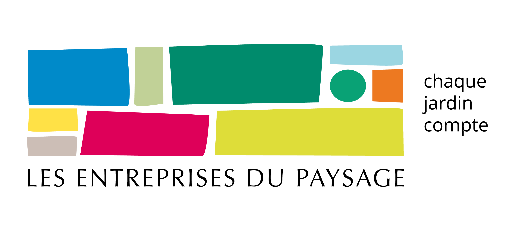 chaque
jardin
compte
LES ENTREPRISES DU PAYSAGE